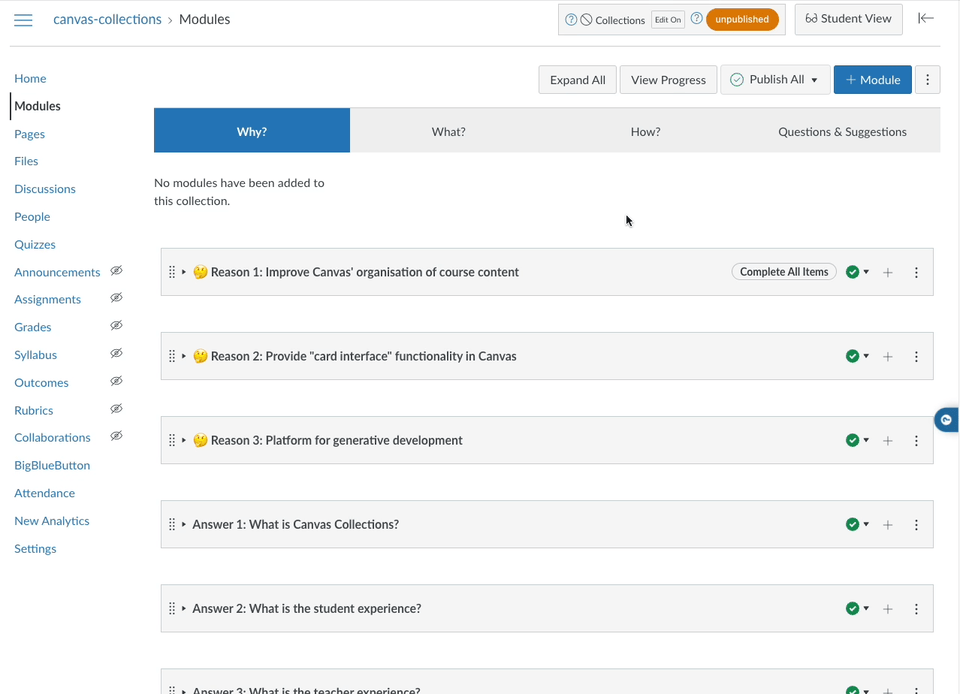 canvas-collections › Modules
Collections Edit On unpublished
Student View
Home
Modules
Pages
Files
Discussions
People
Quizzes
Announcements
Assignments
Grades
Syllabus
Outcomes
Rubrics
Collaborations
BigBlueButton
Attendance
New Analytics
Settings
Expand All
View Progress
Publish All
+ Module
Why?
What?
How?
Questions & Suggestions
No modules have been added to
this collection.
🤔 Reason 1: Improve Canvas' organisation of course content
Complete All Items
🤔 Reason 2: Provide "card interface" functionality in Canvas
🤔 Reason 3: Platform for generative development
Answer 1: What is Canvas Collections?
Answer 2: What is the student experience?
Answer 3: What is the teacher experience?